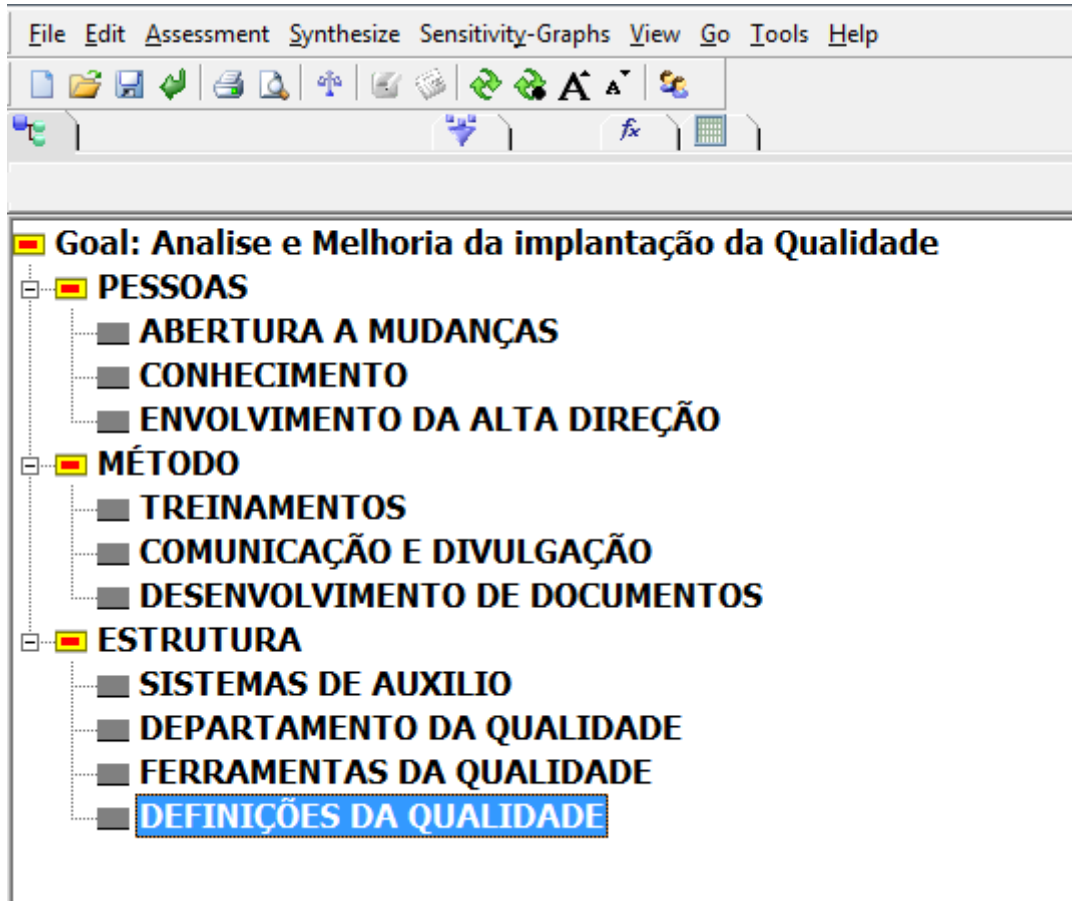 File Edit Assessment Synthesize Sensitivity-Graphs View Go Tools Help
A A
fx
Goal: Analise e Melhoria da implantação da Qualidade
PESSOAS
ABERTURA A MUDANÇAS
CONHECIMENTO
ENVOLVIMENTO DA ALTA DIREÇÃO
MÉTODO
TREINAMENTOS
COMUNICAÇÃO E DIVULGAÇÃO
DESENVOLVIMENTO DE DOCUMENTOS
ESTRUTURA
SISTEMAS DE AUXILIO
DEPARTAMENTO DA QUALIDADE
FERRAMENTAS DA QUALIDADE
DEFINIÇÕES DA QUALIDADE